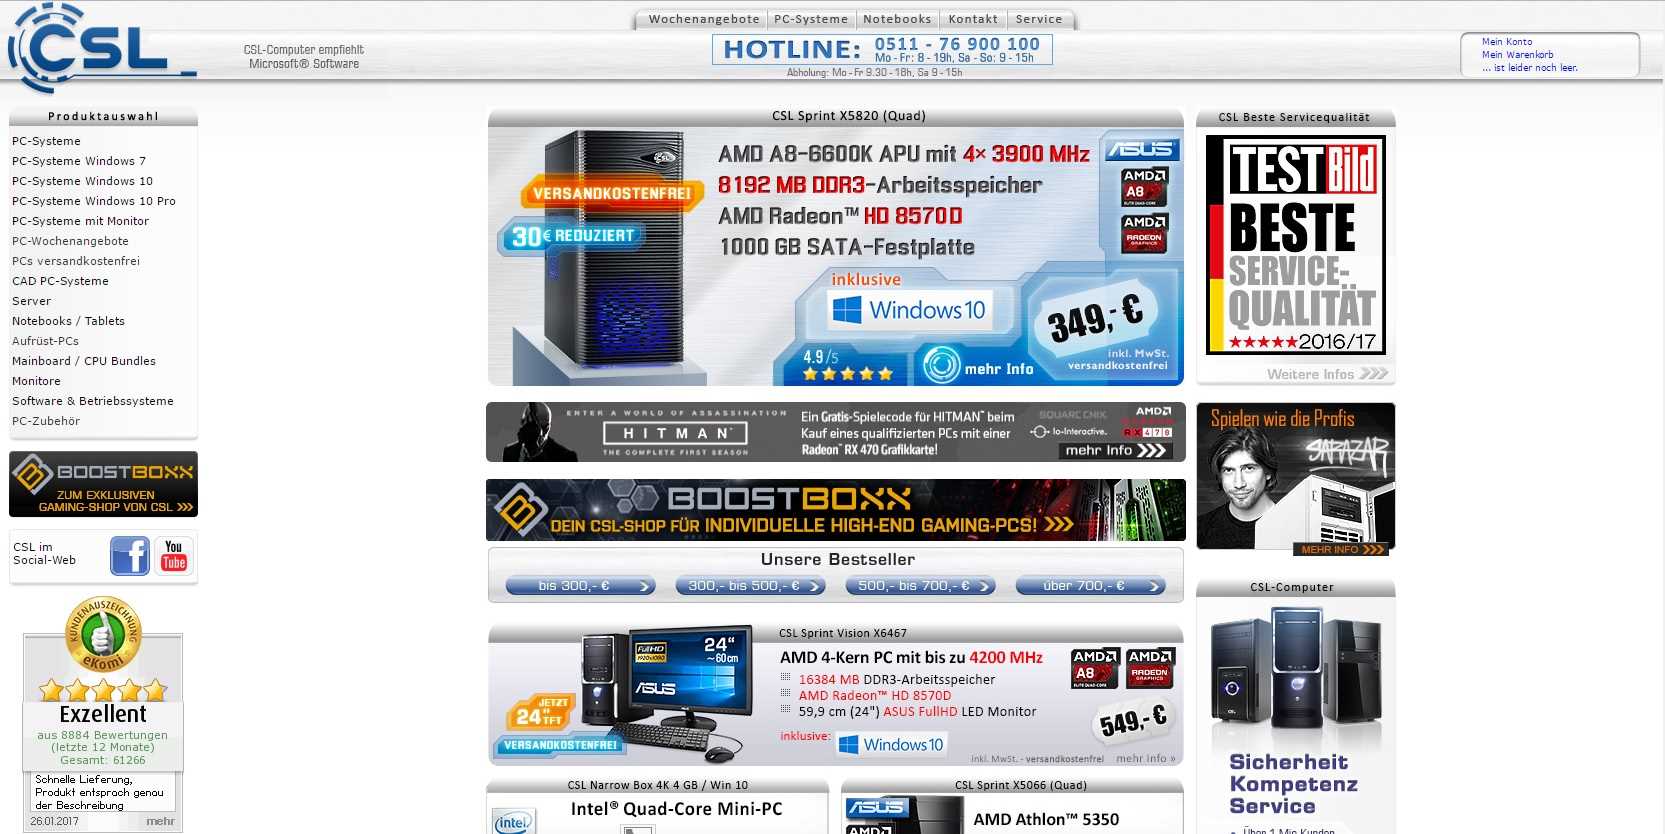 CSL
CSL-Computer empfiehlt
Microsoft® Software
Wochenangebote
PC-Systeme
Notebooks
Kontakt
Service
HOTLINE:
0511 - 76 900 100
Mo - Fr: 8 - 19h, Sa - So: 9 - 15h
Abholung: Mo - Fr 9.30 - 18h, Sa 9 - 15h
Mein Konto
Mein Warenkorb
... ist leider noch leer.
Produktauswahl
PC-Systeme
PC-Systeme Windows 7
PC-Systeme Windows 10
PC-Systeme Windows 10 Pro
PC-Systeme mit Monitor
PC-Wochenangebote
PCs versandkostenfrei
CAD PC-Systeme
Server
Notebooks / Tablets
Aufrüst-PCs
Mainboard / CPU Bundles
Monitore
Software & Betriebssysteme
PC-Zubehör
BOOSTBOXX
ZUM EXKLUSIVEN
GAMING-SHOP VON CSL
CSL im
Social-Web
f
You
Tube
KUNDENAUSZEICHNUNG
eKomi
Exzellent
aus 8884 Bewertungen
(letzte 12 Monate)
Gesamt: 61266
Schnelle Lieferung,
Produkt entsprach genau
der Beschreibung
26.01.2017
mehr
CSL Sprint X5820 (Quad)
CSL
VERSANDKOSTENFREI
30€ REDUZIERT
AMD A8-6600K APU mit 4× 3900 MHz
8192 MB DDR3-Arbeitsspeicher
AMD Radeon™ HD 8570D
1000 GB SATA-Festplatte
ASUS
AMD
A8
ELITE QUAD-CORE
AMD
RADEON
GRAPHICS
inklusive
Windows 10
349,- €
4.9/5
mehr Info
inkl. MwSt.
versandkostenfrei
ENTER A WORLD OF ASSASSINATION
HITMAN™
THE COMPLETE FIRST SEASON
Ein Gratis-Spielecode für HITMAN™ beim
Kauf eines qualifizierten PCs mit einer
Radeon™ RX 470 Grafikkarte!
SQUARE ENIX
Io-Interactive.
AMD
RX 470
mehr Info
BOOSTBOXX
DEIN CSL-SHOP FÜR INDIVIDUELLE HIGH-END GAMING-PCS!
Unsere Bestseller
bis 300,- €
300,- bis 500,- €
500,- bis 700,- €
über 700,- €
CSL Sprint Vision X6467
Full HD
1920x1080
24"
~60cm
ASUS
JETZT
24" TFT
VERSANDKOSTENFREI
AMD 4-Kern PC mit bis zu 4200 MHz
16384 MB DDR3-Arbeitsspeicher
AMD Radeon™ HD 8570D
59,9 cm (24") ASUS FullHD LED Monitor
inklusive:
Windows 10
AMD
A8
ELITE QUAD-CORE
AMD
RADEON
GRAPHICS
549,- €
inkl. MwSt. - versandkostenfrei
mehr info »
CSL Narrow Box 4K 4 GB / Win 10
Intel® Quad-Core Mini-PC
intel
CSL Sprint X5066 (Quad)
ASUS
AMD
AMD Athlon™ 5350
CSL Beste Servicequalität
TEST Bild
BESTE
SERVICE-
QUALITÄT
2016/17
Weitere Infos
Spielen wie die Profis
SARAZAR
MEHR INFO
CSL-Computer
Sicherheit
Kompetenz
Service
Über 1 Mio Kunden